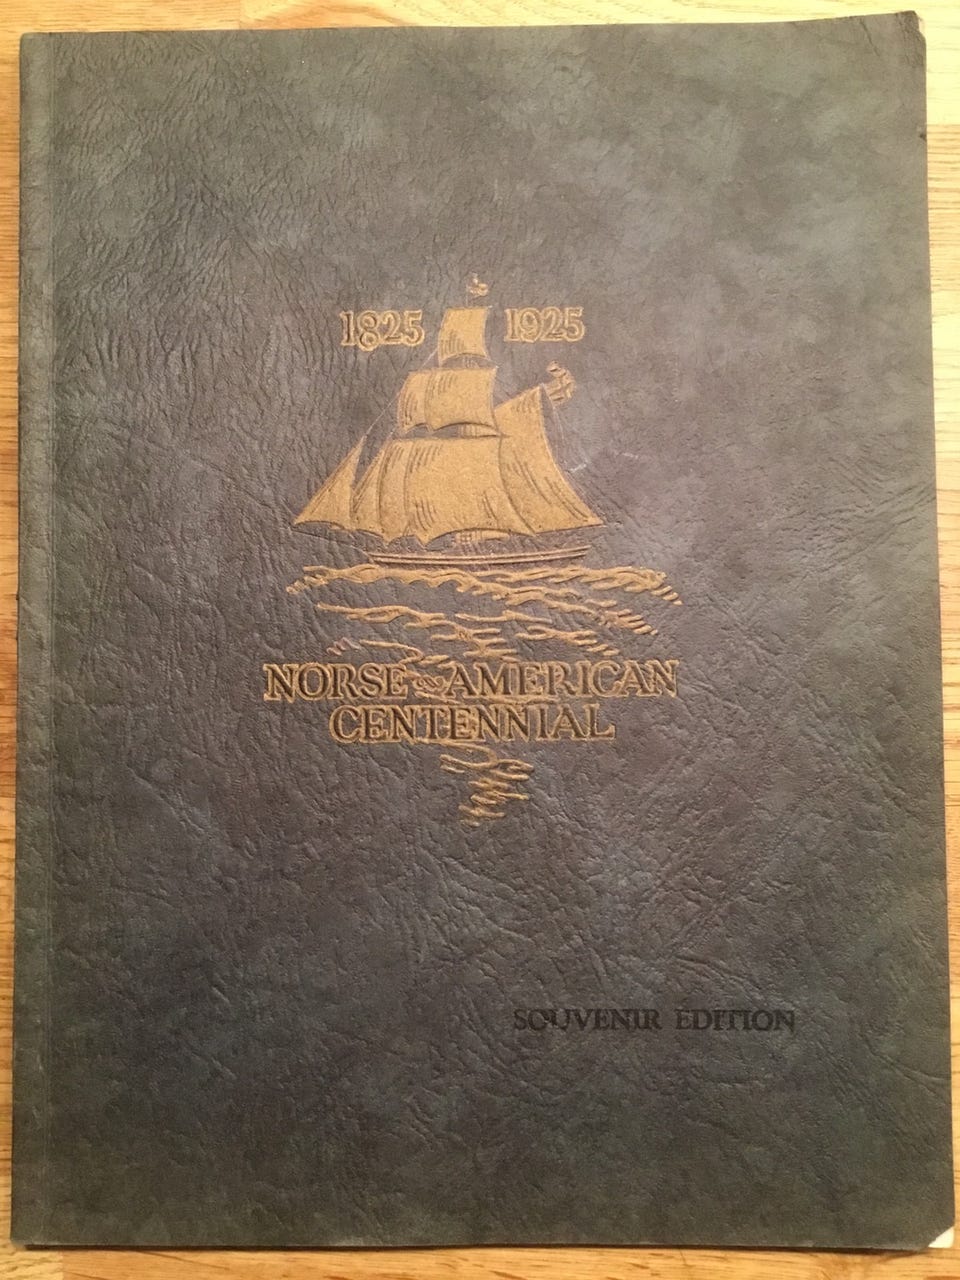 1825 1925
NORSE-AMERICAN
CENTENNIAL
SOUVENIR EDITION